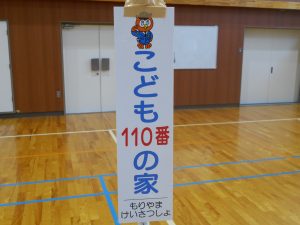 こども
110番
の家
もりやま
けいさつしょ